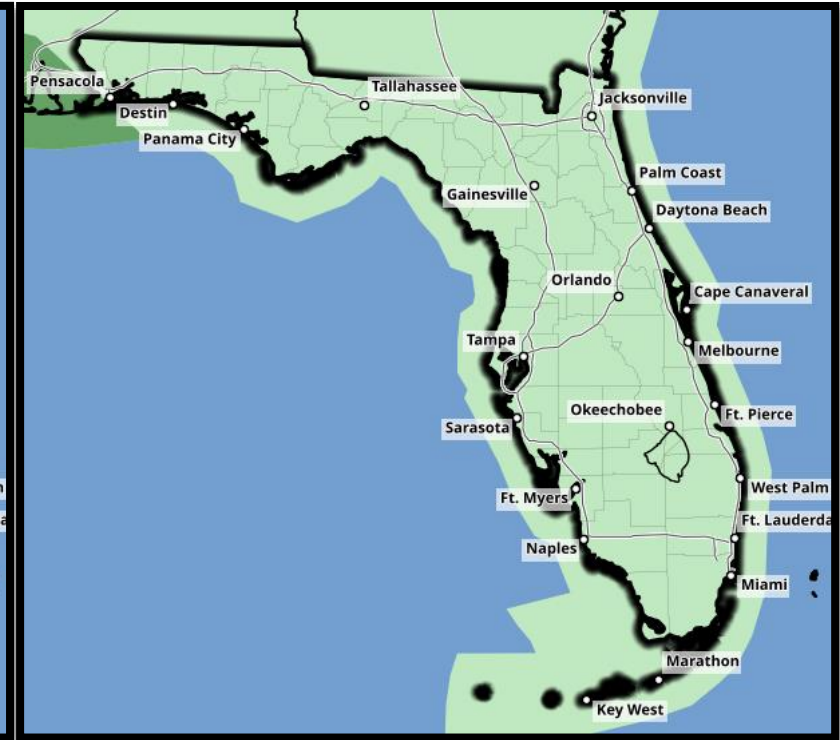 Pensacola
Tallahassee
Destin
Jacksonville
Panama City
Palm Coast
Gainesville
Daytona Beach
Orlando
Cape Canaveral
Tampa
Melbourne
Okeechobee
Ft. Pierce
Sarasota
West Palm
Ft. Myers
Ft. Lauderda
Naples
Miami
Marathon
Key West